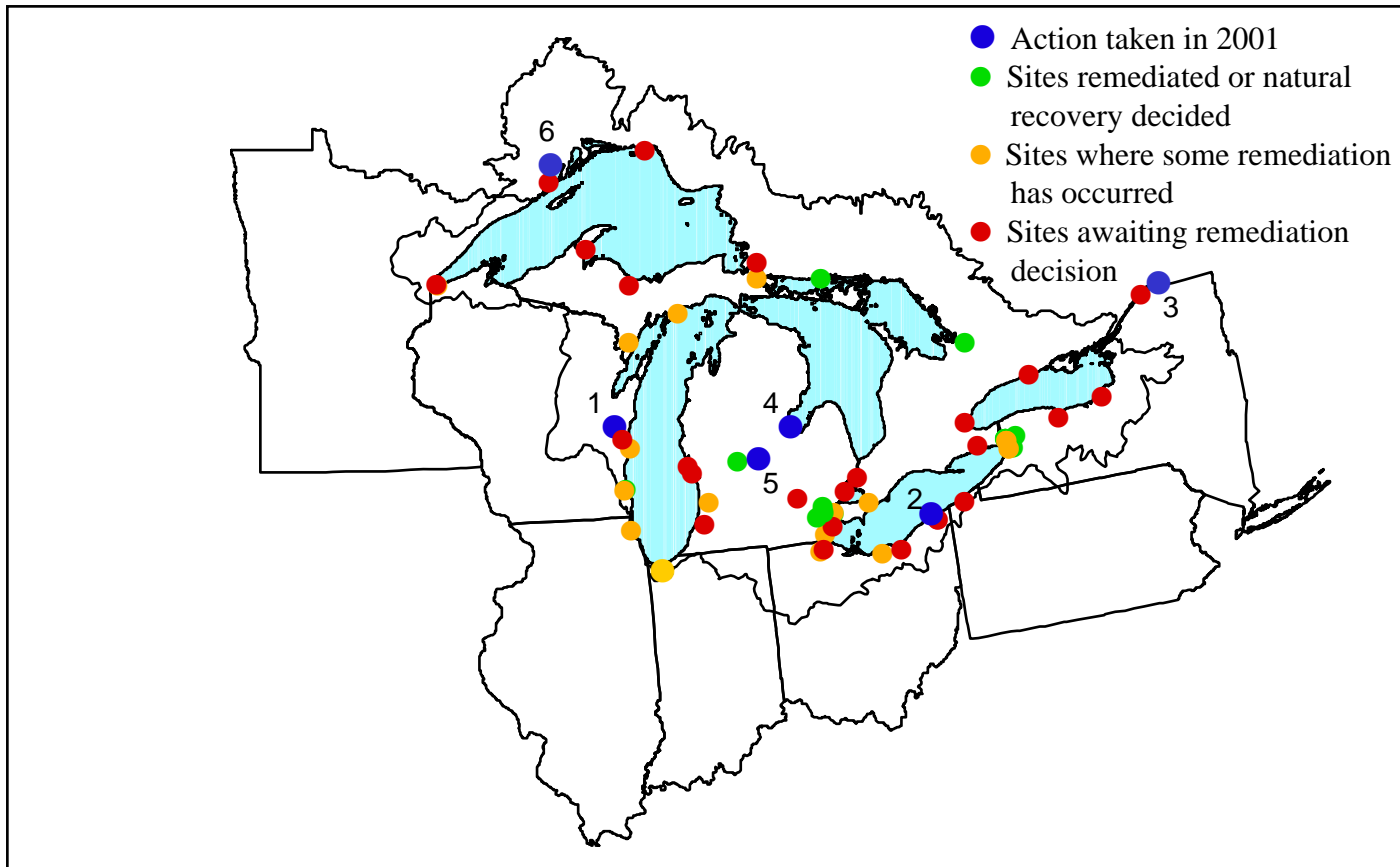 Action taken in 2001
Sites remediated or natural
recovery decided
Sites where some remediation
has occurred
Sites awaiting remediation
decision
6
3
1
4
5
2